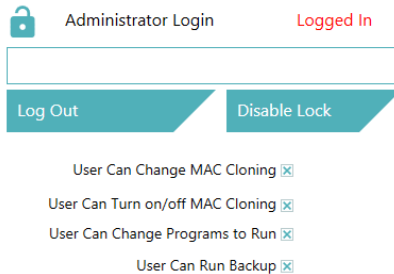 Administrator Login Logged In
Log Out Disable Lock
User Can Change MAC Cloning
User Can Turn on/off MAC Cloning
User Can Change Programs to Run
User Can Run Backup